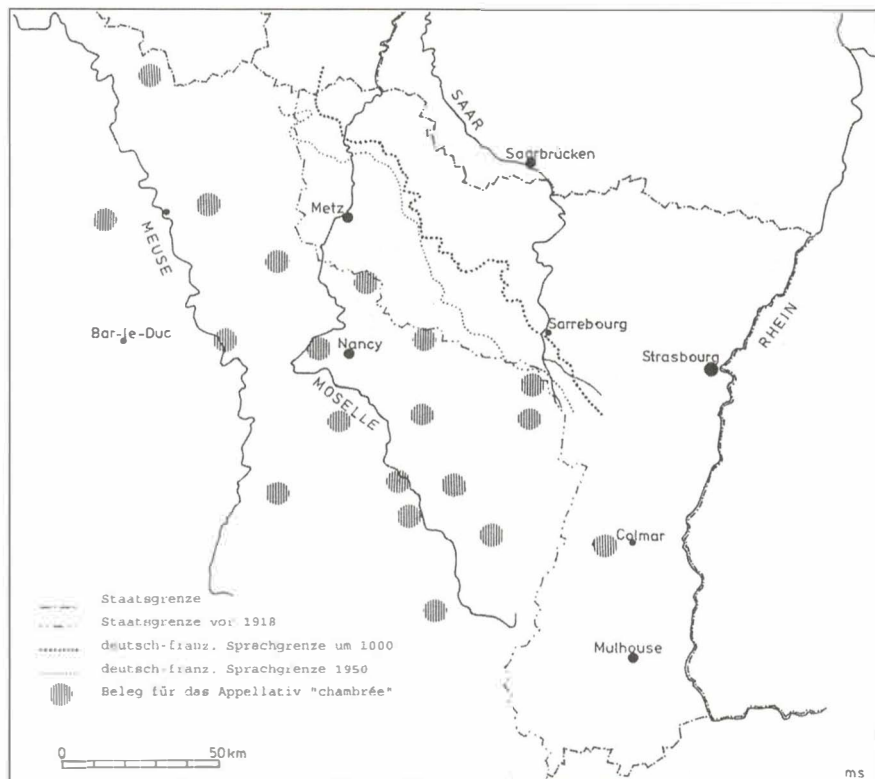 SAAR
Saarbrücken
Metz
MEUSE
Bar-le-Duc
Nancy
Sarrebourg
Strasbourg
RHEIN
MOSELLE
Colmar
Mulhouse
Staatsgrenze
Staatsgrenze vor 1918
deutsch-franz. Sprachgrenze um 1000
deutsch-franz. Sprachgrenze 1950
Beleg für das Appellativ "chambrée"
0 50km
ms